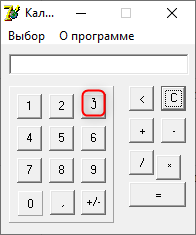 Кал...
Выбор О программе
1 2 3 < C
4 5 6 + -
7 8 9 / *
0 , +/- =